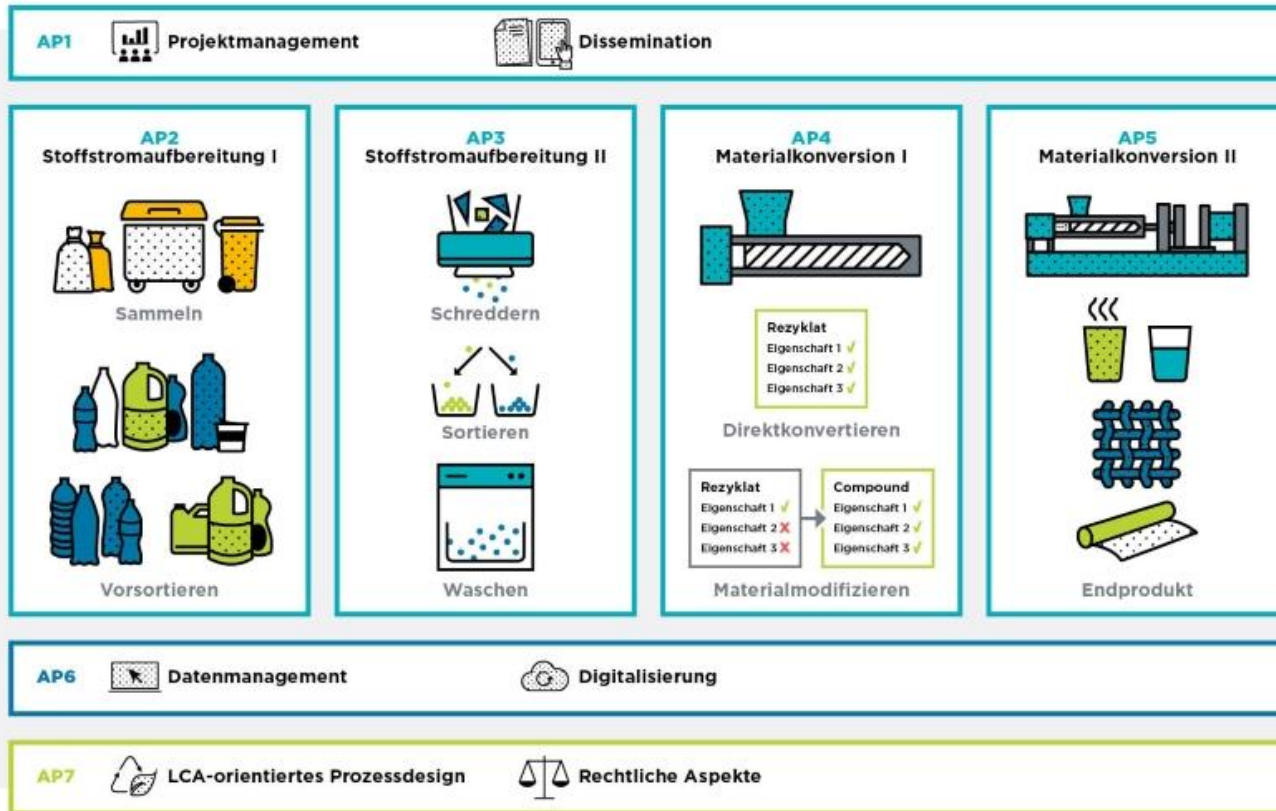 AP1 Projektmanagement Dissemination
AP2
Stoffstromaufbereitung I
Sammeln
Vorsortieren
AP3
Stoffstromaufbereitung II
Schreddern
Sortieren
Waschen
AP4
Materialkonversion I
Rezyklat
Eigenschaft 1 ✓
Eigenschaft 2 ✓
Eigenschaft 3 ✓
Direktkonvertieren
Rezyklat
Eigenschaft 1 ✓
Eigenschaft 2 X
Eigenschaft 3 X
Compound
Eigenschaft 1 ✓
Eigenschaft 2 ✓
Eigenschaft 3 ✓
Materialmodifizieren
AP5
Materialkonversion II
Endprodukt
AP6 Datenmanagement Digitalisierung
AP7 LCA-orientiertes Prozessdesign Rechtliche Aspekte